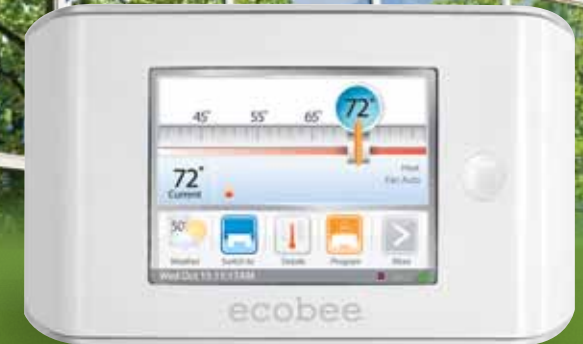 45° 55° 65° 72°
72°
Current
Heat
Fan Auto
50°
Weather Switch to Details Program More
Wed Oct 15 11:17AM
ecobee